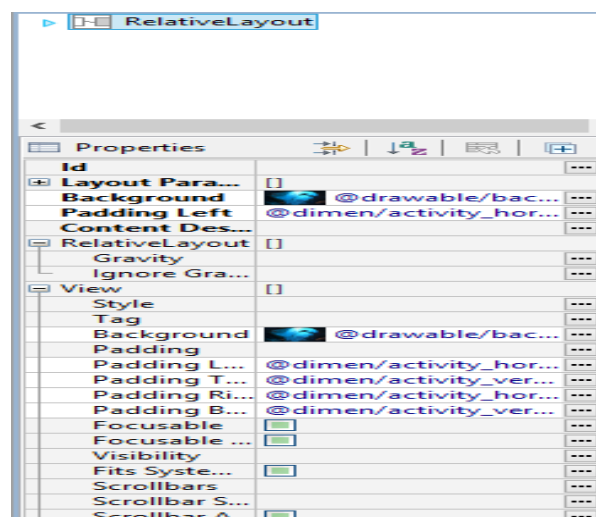 RelativeLayout
Properties
Id
Layout Para... []
Background @drawable/bac...
Padding Left @dimen/activity_hor...
Content Des...
RelativeLayout []
Gravity
Ignore Gra...
View []
Style
Tag
Background @drawable/bac...
Padding
Padding L... @dimen/activity_hor...
Padding T... @dimen/activity_ver...
Padding Ri... @dimen/activity_hor...
Padding B... @dimen/activity_ver...
Focusable
Focusable ...
Visibility
Fits Syste...
Scrollbars
Scrollbar S...
Scrollbar A...